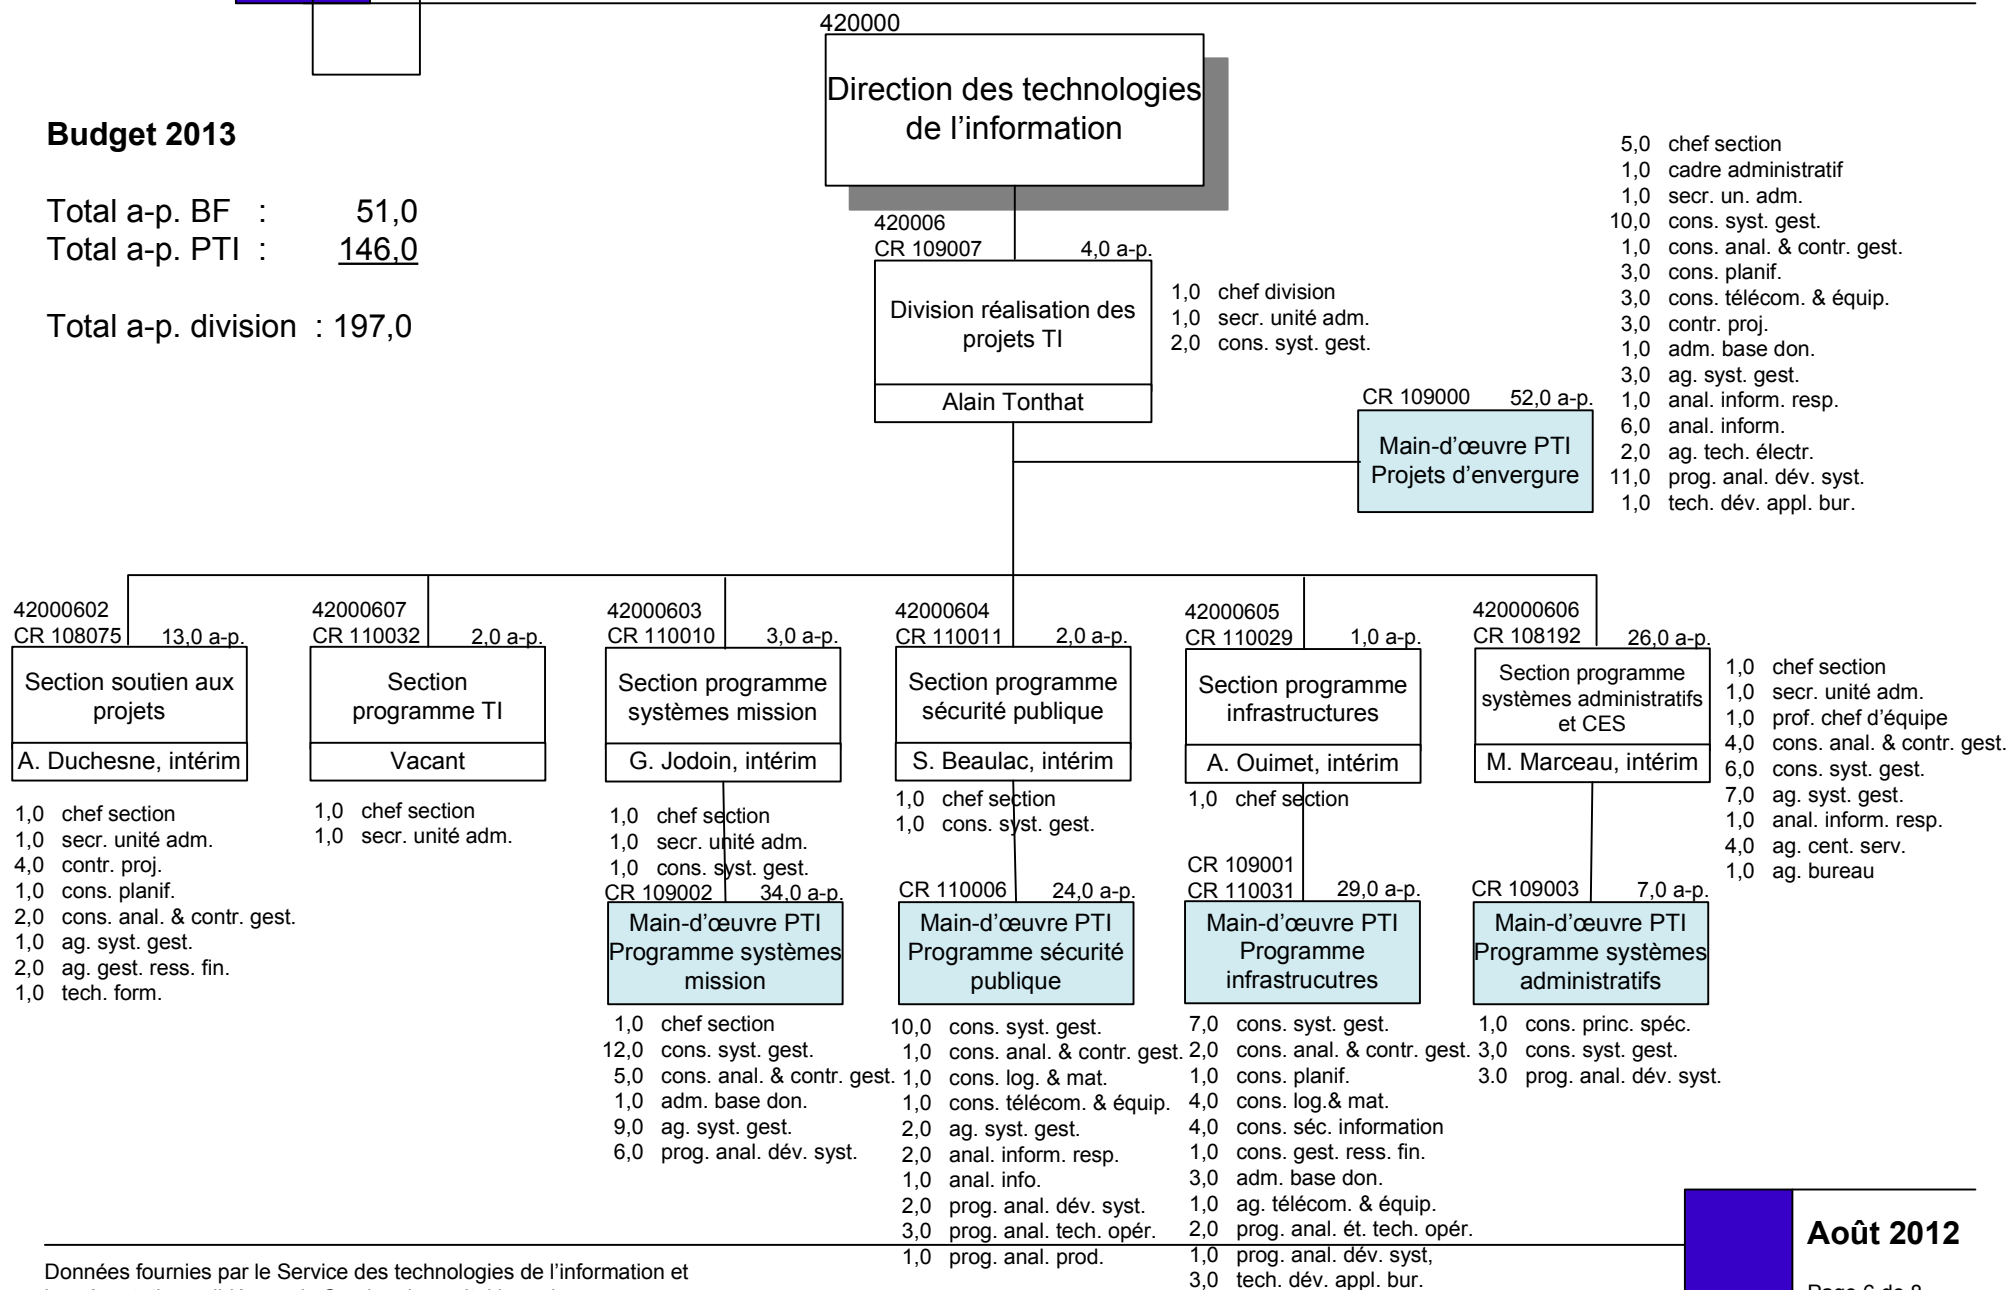 420000
Direction des technologies
de l’information
Budget 2013
Total a-p. BF : 51,0
Total a-p. PTI : 146,0
Total a-p. division : 197,0
420006
CR 109007 4,0 a-p.
Division réalisation des
projets TI
Alain Tonthat
1,0 chef division
1,0 secr. unité adm.
2,0 cons. syst. gest.
CR 109000 52,0 a-p.
Main-d’œuvre PTI
Projets d’envergure
5,0 chef section
1,0 cadre administratif
1,0 secr. un. adm.
10,0 cons. syst. gest.
1,0 cons. anal. & contr. gest.
3,0 cons. planif.
3,0 cons. télécom. & équip.
3,0 contr. proj.
1,0 adm. base don.
3,0 ag. syst. gest.
1,0 anal. inform. resp.
6,0 anal. inform.
2,0 ag. tech. électr.
11,0 prog. anal. dév. syst.
1,0 tech. dév. appl. bur.
42000602
CR 108075 13,0 a-p.
Section soutien aux
projets
A. Duchesne, intérim
1,0 chef section
1,0 secr. unité adm.
4,0 contr. proj.
1,0 cons. planif.
2,0 cons. anal. & contr. gest.
1,0 ag. syst. gest.
2,0 ag. gest. ress. fin.
1,0 tech. form.
42000607
CR 110032 2,0 a-p.
Section
programme TI
Vacant
1,0 chef section
1,0 secr. unité adm.
42000603
CR 110010 3,0 a-p.
Section programme
systèmes mission
G. Jodoin, intérim
1,0 chef section
1,0 secr. unité adm.
1,0 cons. syst. gest.
CR 109002 34,0 a-p.
Main-d’œuvre PTI
Programme systèmes
mission
1,0 chef section
12,0 cons. syst. gest.
5,0 cons. anal. & contr. gest.
1,0 adm. base don.
9,0 ag. syst. gest.
6,0 prog. anal. dév. syst.
42000604
CR 110011 2,0 a-p.
Section programme
sécurité publique
S. Beaulac, intérim
1,0 chef section
1,0 cons. syst. gest.
CR 110006 24,0 a-p.
Main-d’œuvre PTI
Programme sécurité
publique
10,0 cons. syst. gest.
1,0 cons. anal. & contr. gest.
1,0 cons. log. & mat.
1,0 cons. télécom. & équip.
2,0 ag. syst. gest.
2,0 anal. inform. resp.
1,0 anal. info.
2,0 prog. anal. dév. syst.
3,0 prog. anal. tech. opér.
1,0 prog. anal. prod.
42000605
CR 110029 1,0 a-p.
Section programme
infrastructures
A. Ouimet, intérim
1,0 chef section
CR 109001
CR 110031 29,0 a-p.
Main-d’œuvre PTI
Programme
infrastrucutres
7,0 cons. syst. gest.
2,0 cons. anal. & contr. gest.
1,0 cons. planif.
4,0 cons. log.& mat.
4,0 cons. séc. information
1,0 cons. gest. ress. fin.
3,0 adm. base don.
1,0 ag. télécom. & équip.
2,0 prog. anal. ét. tech. opér.
1,0 prog. anal. dév. syst,
3,0 tech. dév. appl. bur.
420000606
CR 108192 26,0 a-p.
Section programme
systèmes administratifs
et CES
M. Marceau, intérim
1,0 chef section
1,0 secr. unité adm.
1,0 prof. chef d’équipe
4,0 cons. anal. & contr. gest.
6,0 cons. syst. gest.
7,0 ag. syst. gest.
1,0 anal. inform. resp.
4,0 ag. cent. serv.
1,0 ag. bureau
CR 109003 7,0 a-p.
Main-d’œuvre PTI
Programme systèmes
administratifs
1,0 cons. princ. spéc.
3,0 cons. syst. gest.
3.0 prog. anal. dév. syst.
Données fournies par le Service des technologies de l’information et
Août 2012
Page 6 de 8